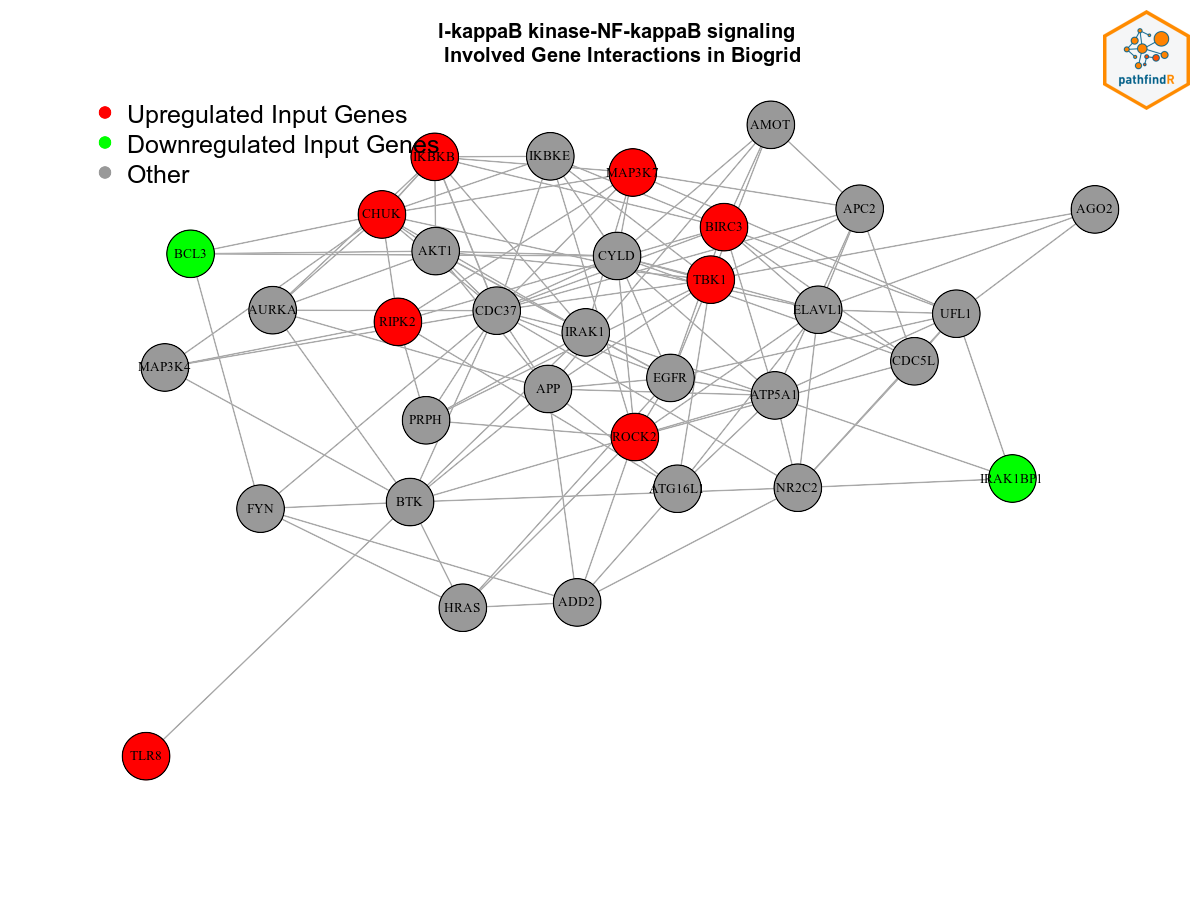 I-kappaB kinase-NF-kappaB signaling
Involved Gene Interactions in Biogrid
pathfindR
Upregulated Input Genes
Downregulated Input Genes
Other
AMOT
IKBKB
IKBKE
MAP3K7
CHUK
APC2
AGO2
BIRC3
BCL3
AKT1
CYLD
TBK1
AURKA
RIPK2
CDC37
IRAK1
ELAVL1
UFL1
MAP3K4
CDC5L
APP
EGFR
ATP5A1
PRPH
ROCK2
FYN
BTK
ATG16L1
NR2C2
IRAK1BP1
HRAS
ADD2
TLR8